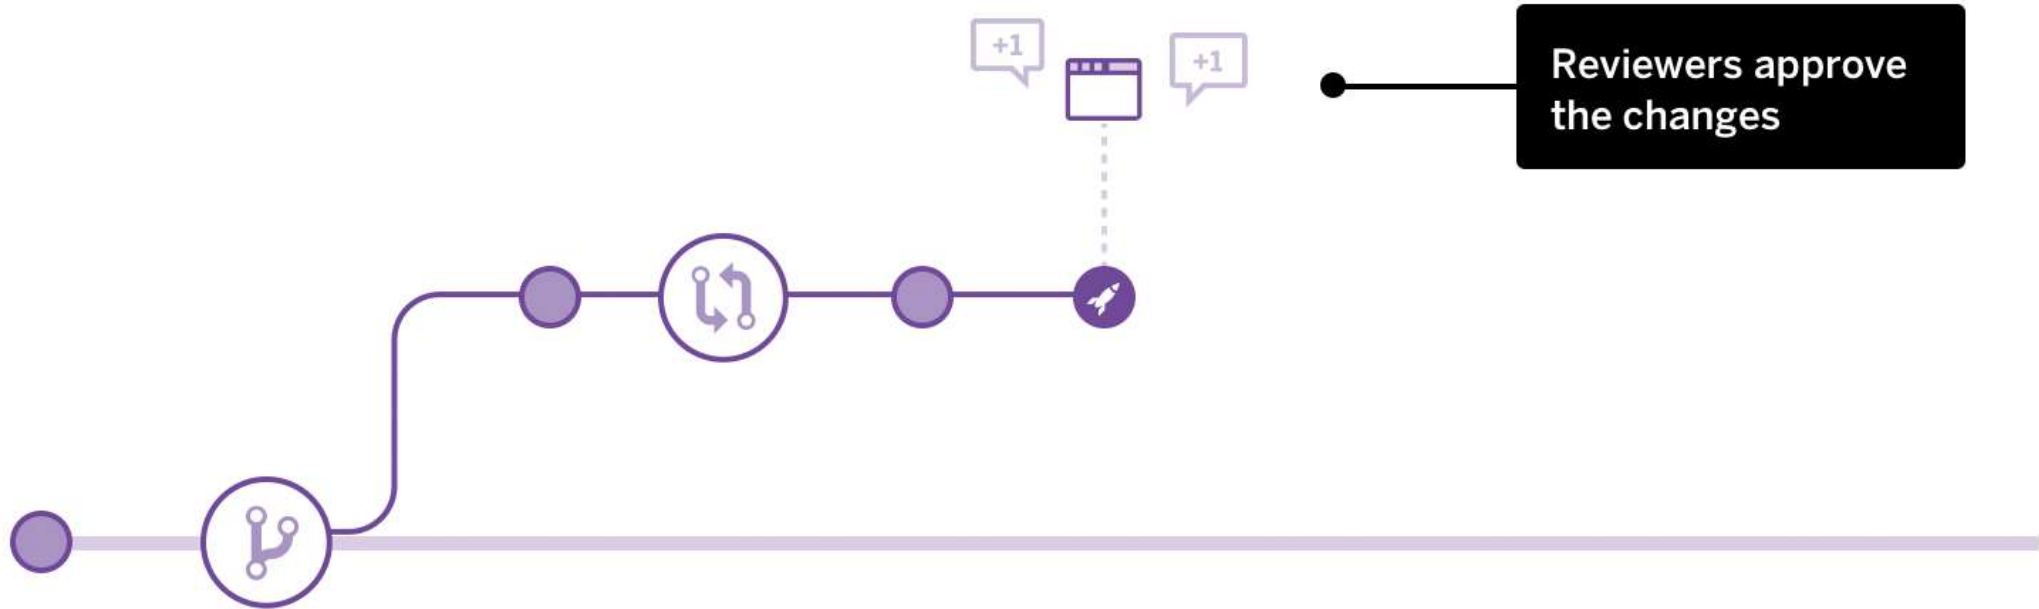 +1
+1
Reviewers approve
the changes